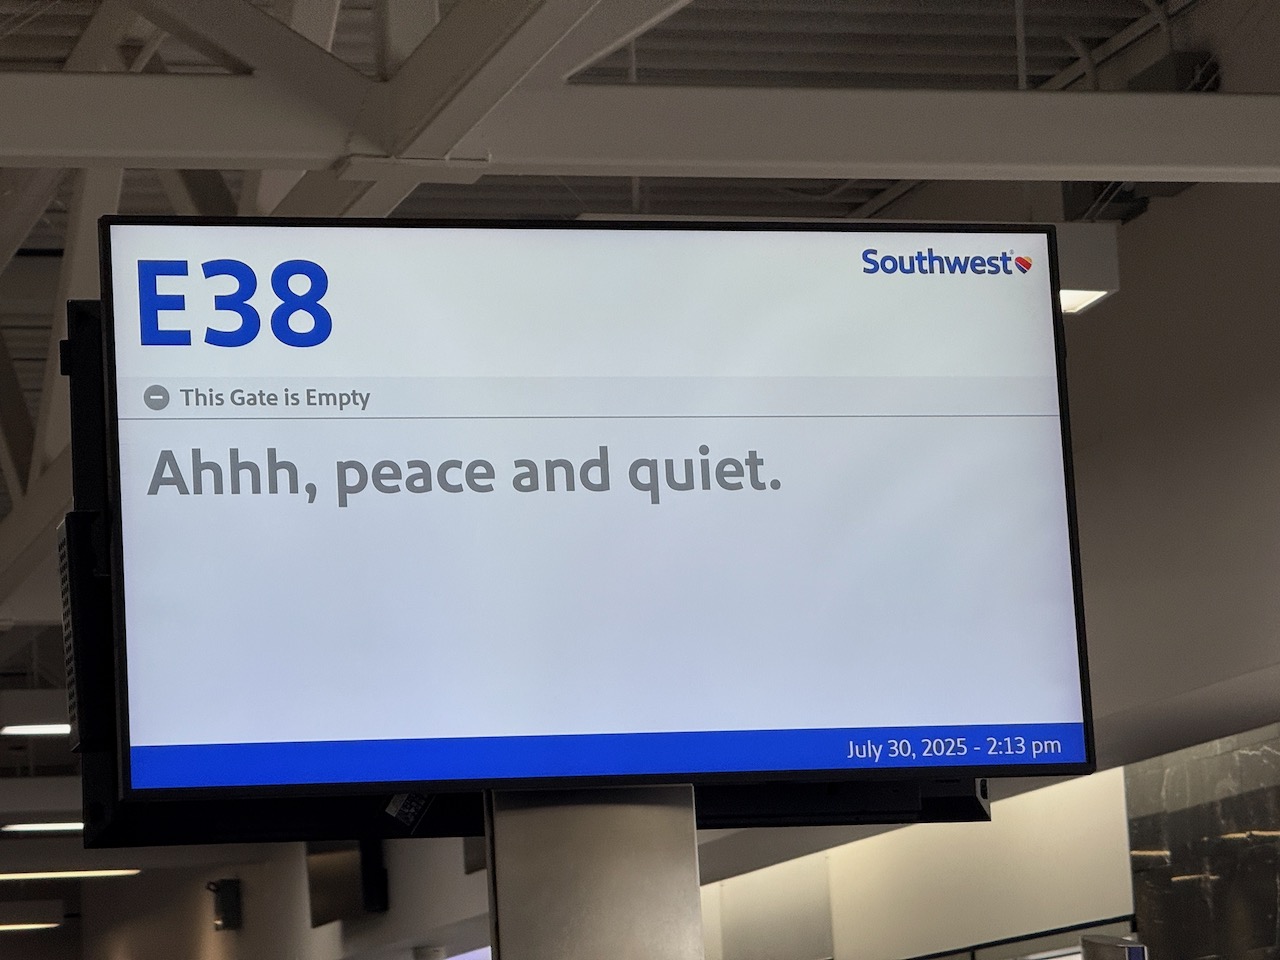 E38
Southwest
This Gate is Empty
Ahhh, peace and quiet.
July 30, 2025 - 2:13 pm